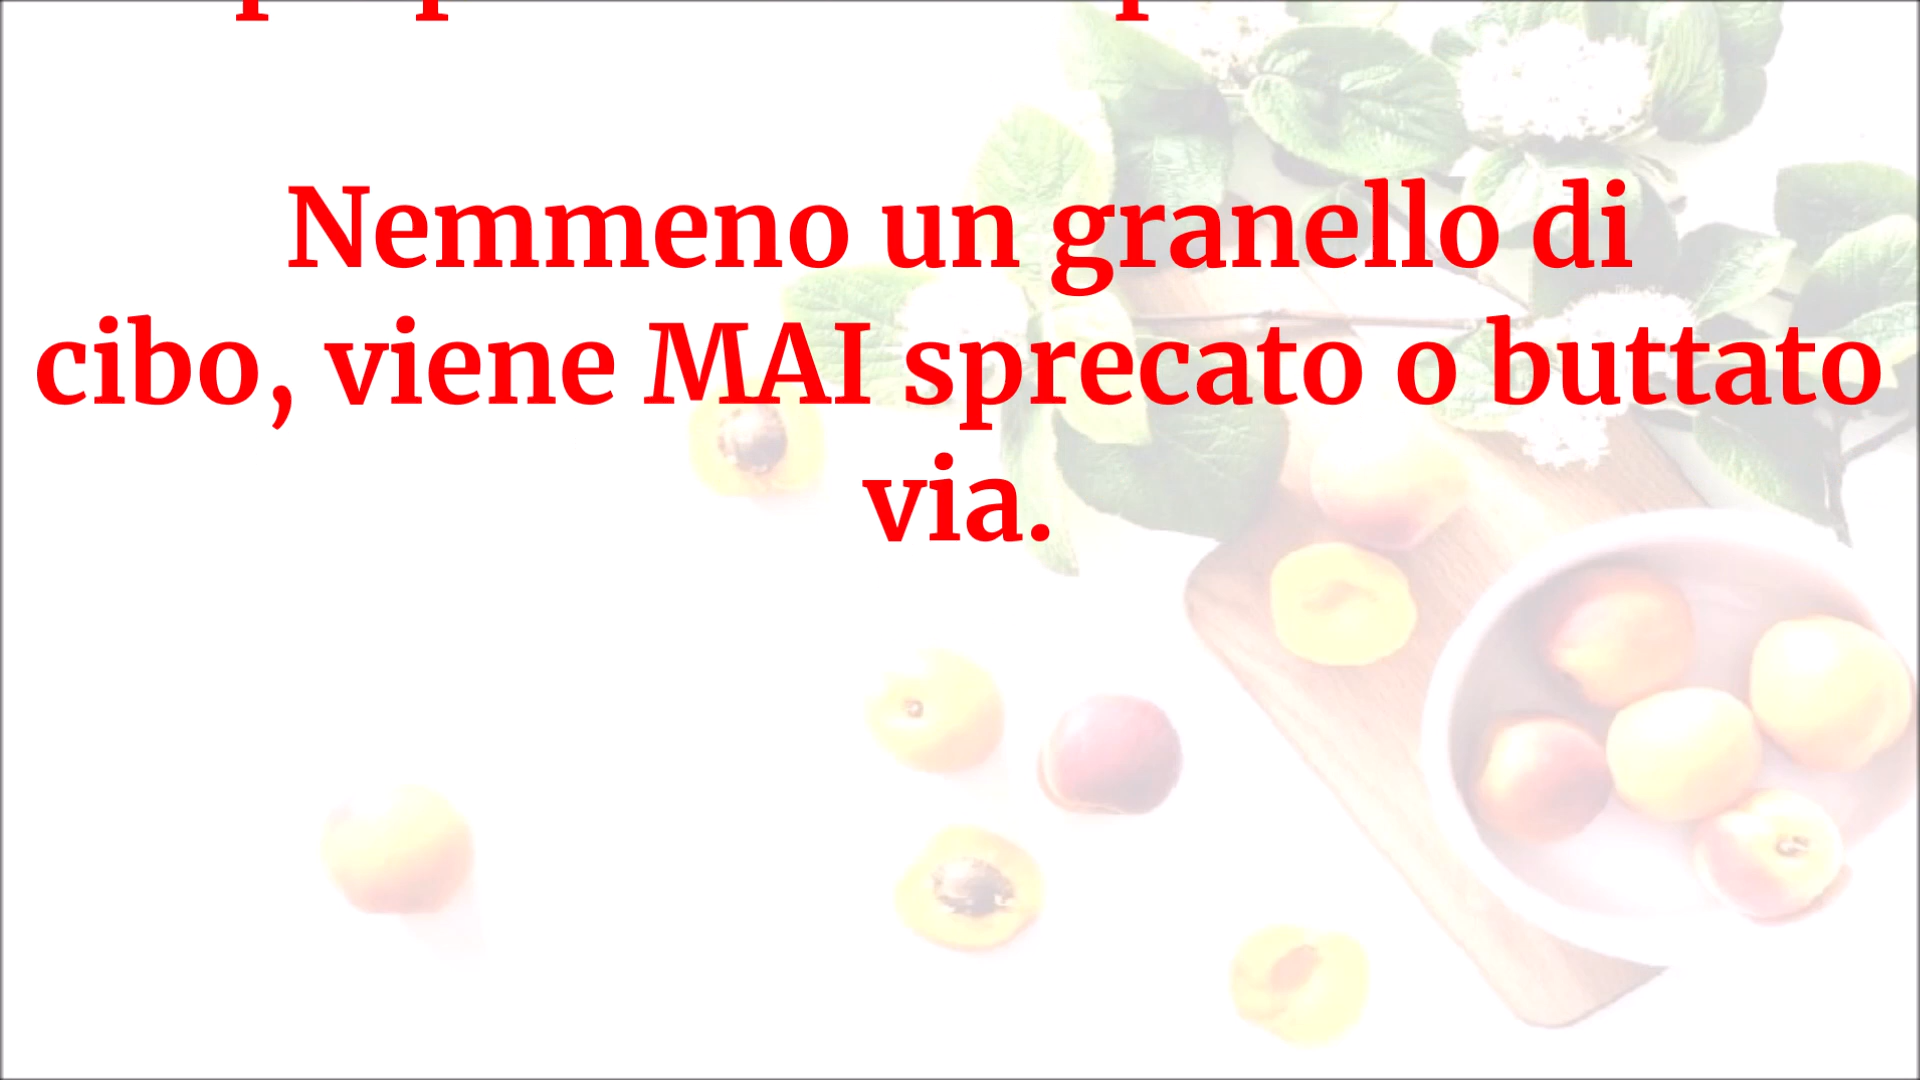 Nemmeno un granello di
cibo, viene MAI sprecato o buttato
via.